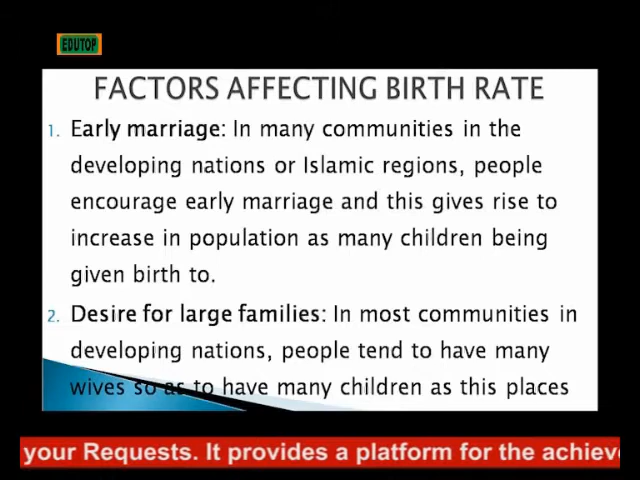 EDUTOP
FACTORS AFFECTING BIRTH RATE
1. Early marriage: In many communities in the
developing nations or Islamic regions, people
encourage early marriage and this gives rise to
increase in population as many children being
given birth to.
2. Desire for large families: In most communities in
developing nations, people tend to have many
wives so as to have many children as this places
your Requests. It provides a platform for the achieve